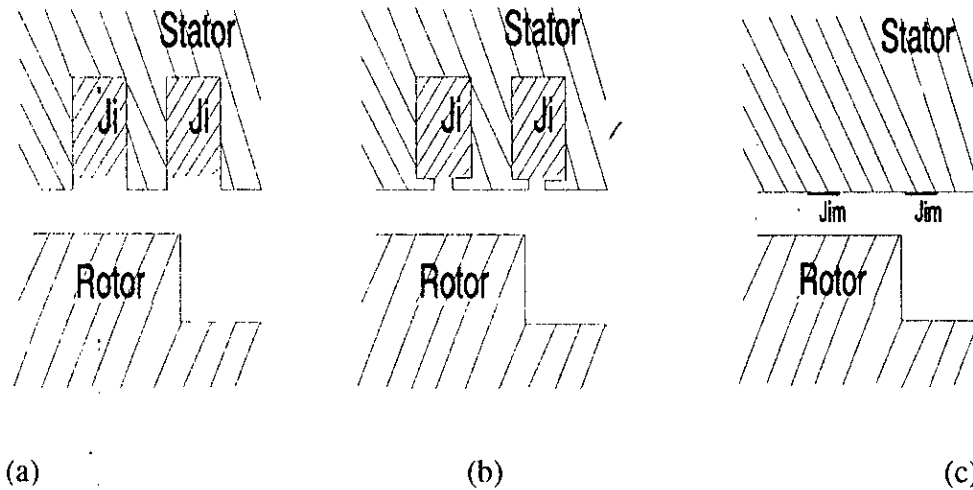 Stator Stator Stator
Ji Ji Ji Ji
Jim Jim
Rotor Rotor Rotor
(a) (b) (c)